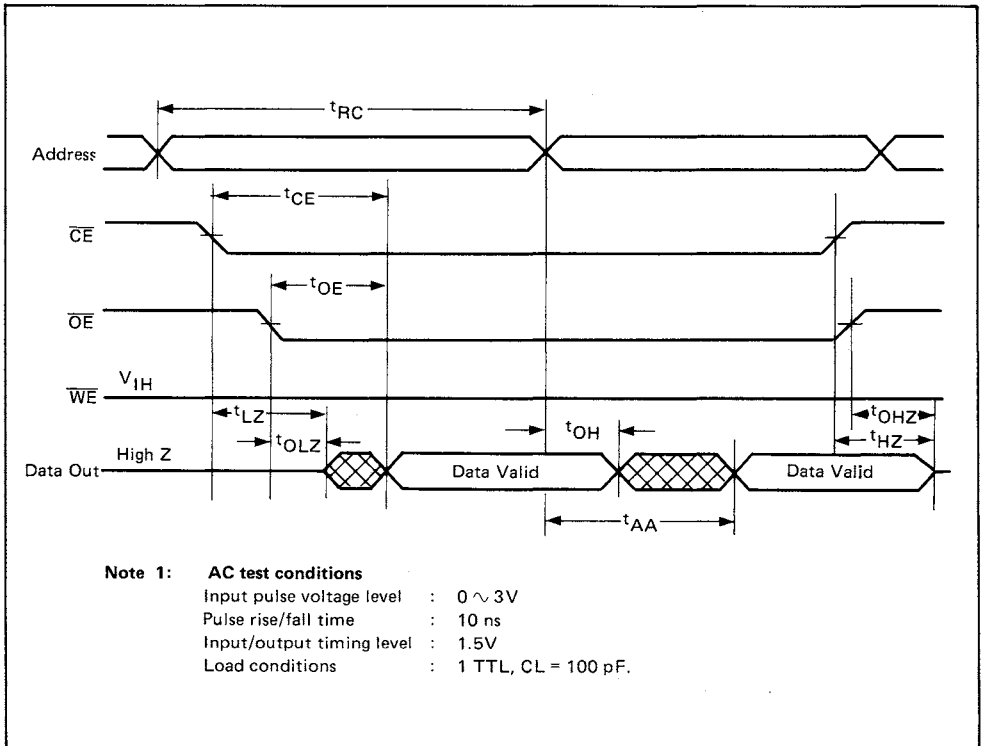 tRC
Address
tCE
CE
tOE
OE
VIH
WE
tLZ
tOHZ
tOLZ
tOH
tHZ
High Z
Data Out
Data Valid
Data Valid
tAA
Note 1: AC test conditions
Input pulse voltage level : 0 ∿ 3V
Pulse rise/fall time : 10 ns
Input/output timing level : 1.5V
Load conditions : 1 TTL, CL = 100 pF.